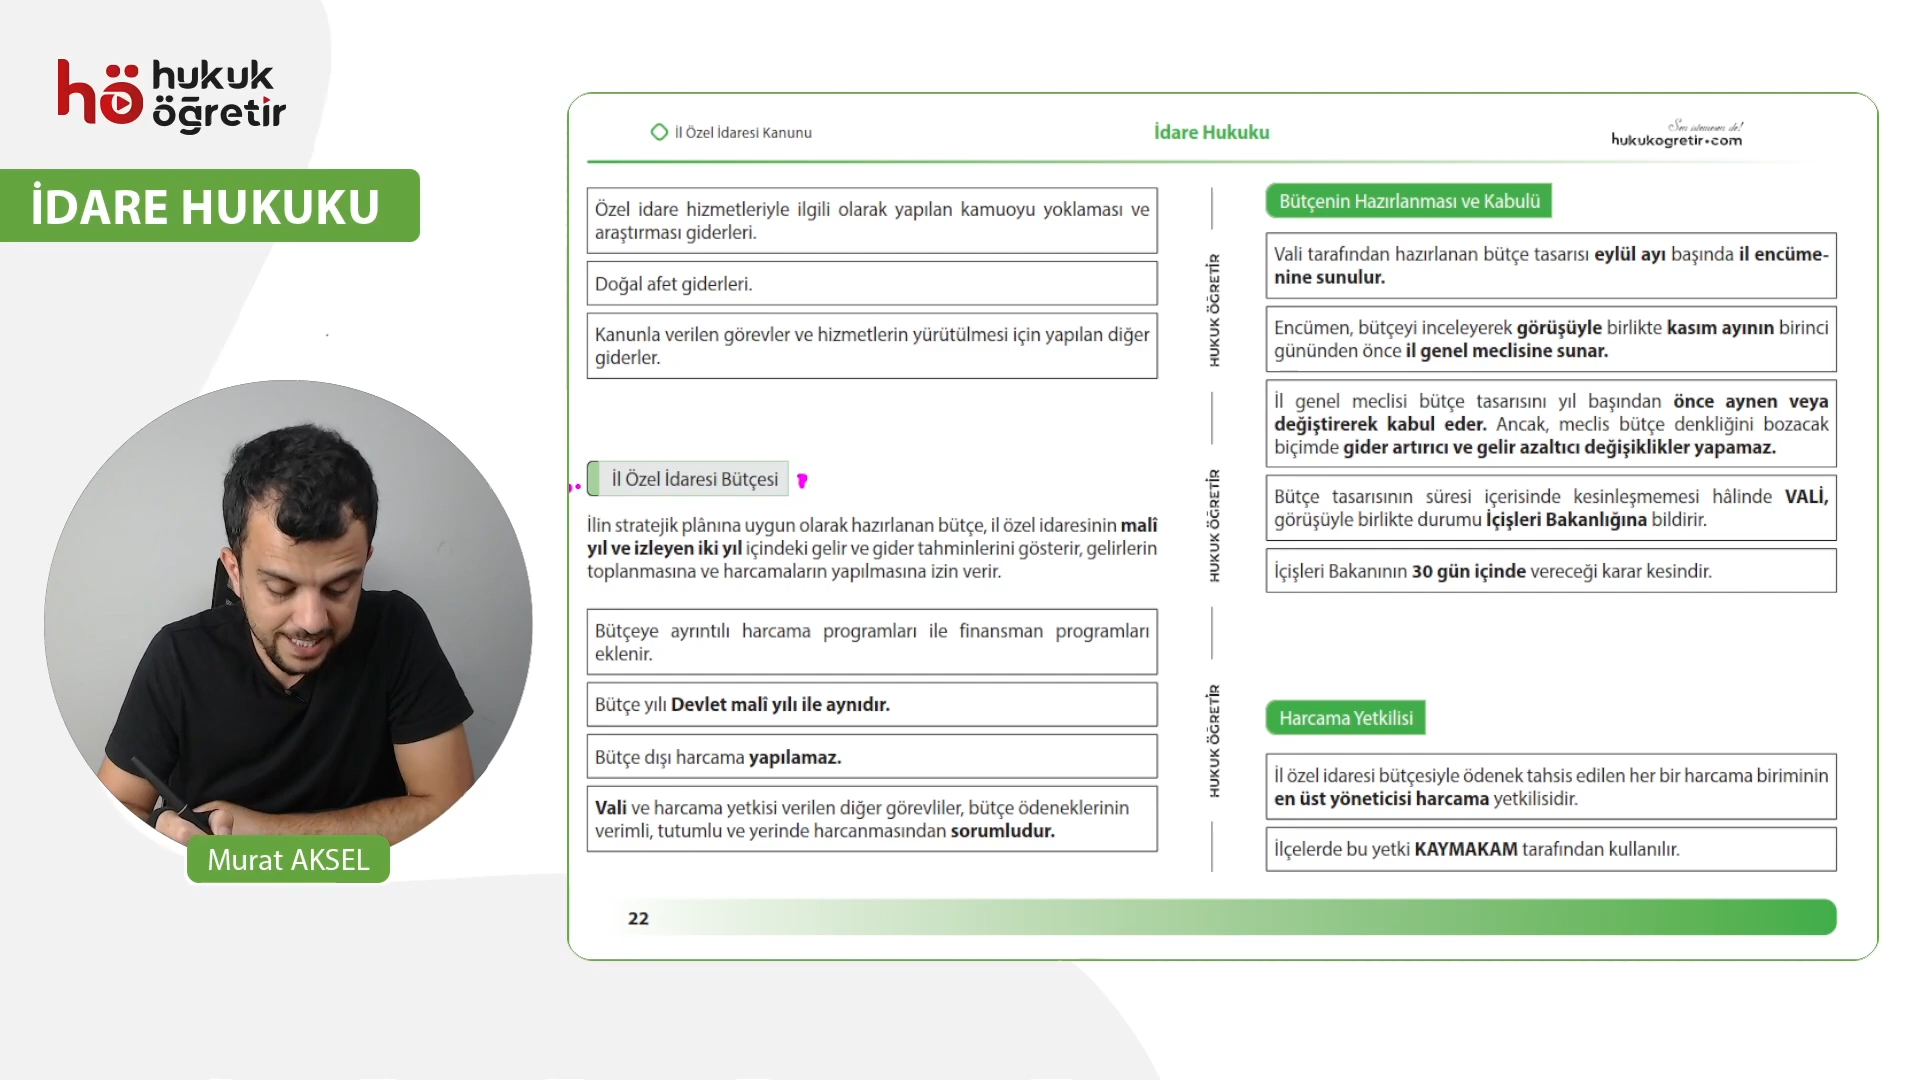 hö hukuk
öğretir
İDARE HUKUKU
Murat AKSEL
İl Özel İdaresi Kanunu
İdare Hukuku
Sen istemesen de!
hukukogretir•com
Özel idare hizmetleriyle ilgili olarak yapılan kamuoyu yoklaması ve
araştırması giderleri.
Doğal afet giderleri.
Kanunla verilen görevler ve hizmetlerin yürütülmesi için yapılan diğer
giderler.
İl Özel İdaresi Bütçesi
İlin stratejik plânına uygun olarak hazırlanan bütçe, il özel idaresinin malî
yıl ve izleyen iki yıl içindeki gelir ve gider tahminlerini gösterir, gelirlerin
toplanmasına ve harcamaların yapılmasına izin verir.
Bütçeye ayrıntılı harcama programları ile finansman programları
eklenir.
Bütçe yılı Devlet malî yılı ile aynıdır.
Bütçe dışı harcama yapılamaz.
Vali ve harcama yetkisi verilen diğer görevliler, bütçe ödeneklerinin
verimli, tutumlu ve yerinde harcanmasından sorumludur.
HUKUK ÖĞRETİR
HUKUK ÖĞRETİR
HUKUK ÖĞRETİR
Bütçenin Hazırlanması ve Kabulü
Vali tarafından hazırlanan bütçe tasarısı eylül ayı başında il encüme-
nine sunulur.
Encümen, bütçeyi inceleyerek görüşüyle birlikte kasım ayının birinci
gününden önce il genel meclisine sunar.
İl genel meclisi bütçe tasarısını yıl başından önce aynen veya
değiştirerek kabul eder. Ancak, meclis bütçe denkliğini bozacak
biçimde gider artırıcı ve gelir azaltıcı değişiklikler yapamaz.
Bütçe tasarısının süresi içerisinde kesinleşmemesi hâlinde VALİ,
görüşüyle birlikte durumu İçişleri Bakanlığına bildirir.
İçişleri Bakanının 30 gün içinde vereceği karar kesindir.
Harcama Yetkilisi
İl özel idaresi bütçesiyle ödenek tahsis edilen her bir harcama biriminin
en üst yöneticisi harcama yetkilisidir.
İlçelerde bu yetki KAYMAKAM tarafından kullanılır.
22